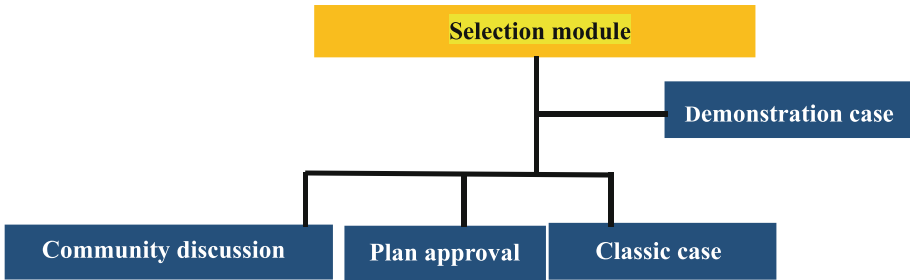 Selection module
Demonstration case
Community discussion
Plan approval
Classic case